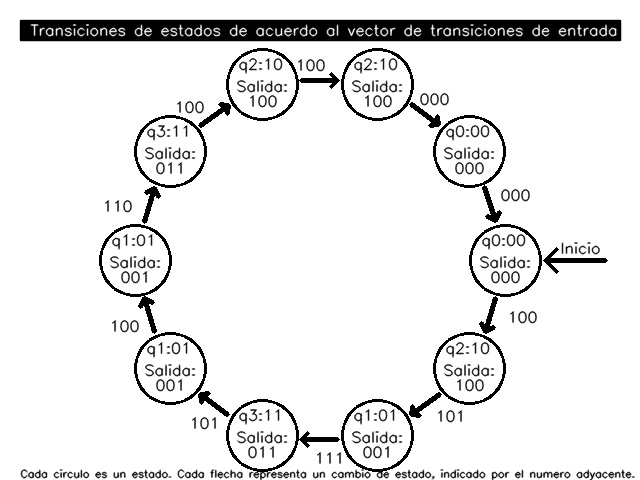 Transiciones de estados de acuerdo al vector de transiciones de entrada
q2:10
Salida:
100
100
q2:10
Salida:
100
000
q0:00
Salida:
000
000
q0:00
Salida:
000
Inicio
100
q2:10
Salida:
100
101
q1:01
Salida:
001
111
q3:11
Salida:
011
101
q1:01
Salida:
001
100
q1:01
Salida:
001
110
q3:11
Salida:
011
100
Cada circulo es un estado. Cada flecha representa un cambio de estado, indicado por el numero adyacente.